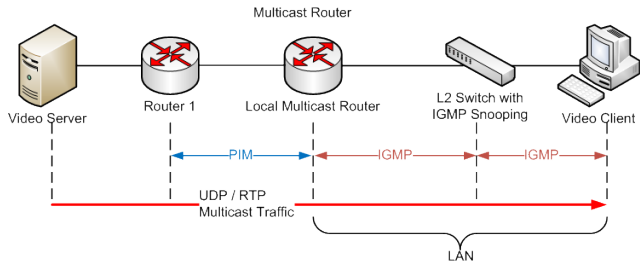 Multicast Router
Video Server
Router 1
Local Multicast Router
L2 Switch with
IGMP Snooping
Video Client
PIM
IGMP
IGMP
UDP / RTP
Multicast Traffic
LAN